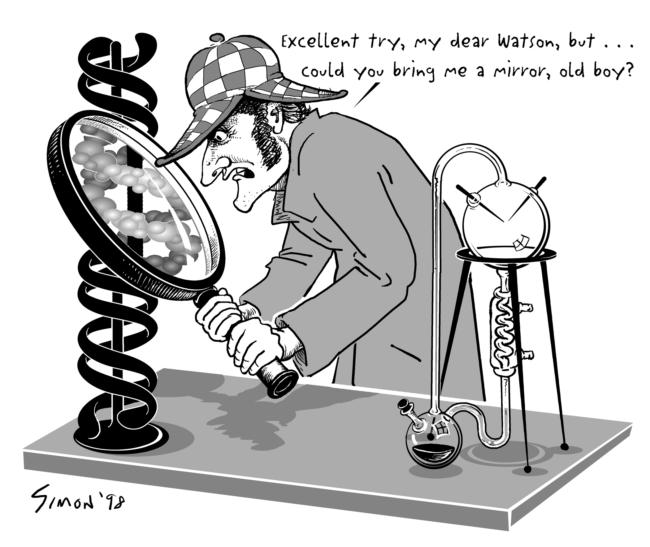 Excellent try, my dear Watson, but . . .
could you bring me a mirror, old boy?
SIMON '98